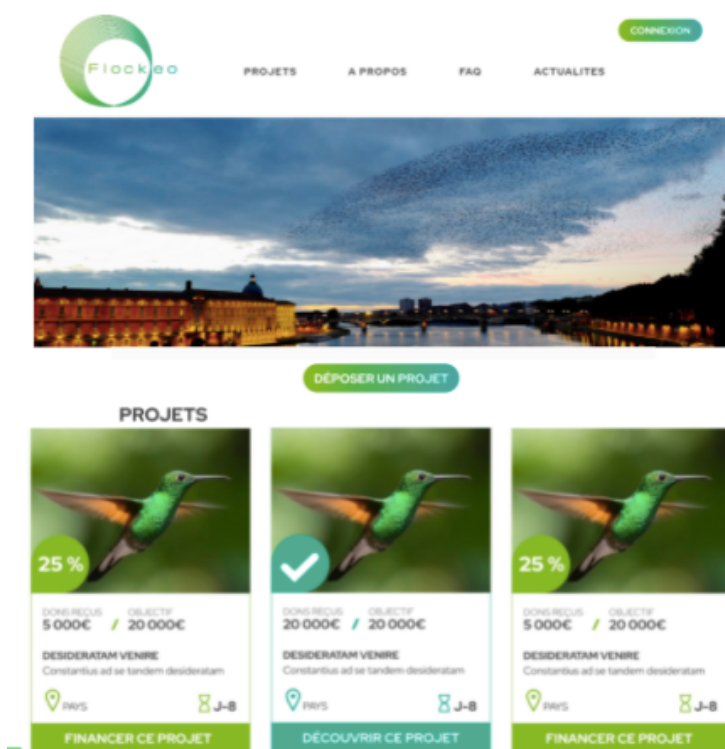 CONNEXION
Flockeo
PROJETS A PROPOS FAQ ACTUALITES
DÉPOSER UN PROJET
PROJETS
25 %
25 %
DONS REÇUS OBJECTIF
5 000€ / 20 000€
DESIDERATAM VENIRE
Constantius ad se tandem desideratam
PAYS J-8
FINANCER CE PROJET
DONS REÇUS OBJECTIF
20 000€ / 20 000€
DESIDERATAM VENIRE
Constantius ad se tandem desideratam
PAYS J-8
DÉCOUVRIR CE PROJET
DONS REÇUS OBJECTIF
5 000€ / 20 000€
DESIDERATAM VENIRE
Constantius ad se tandem desideratam
PAYS J-8
FINANCER CE PROJET